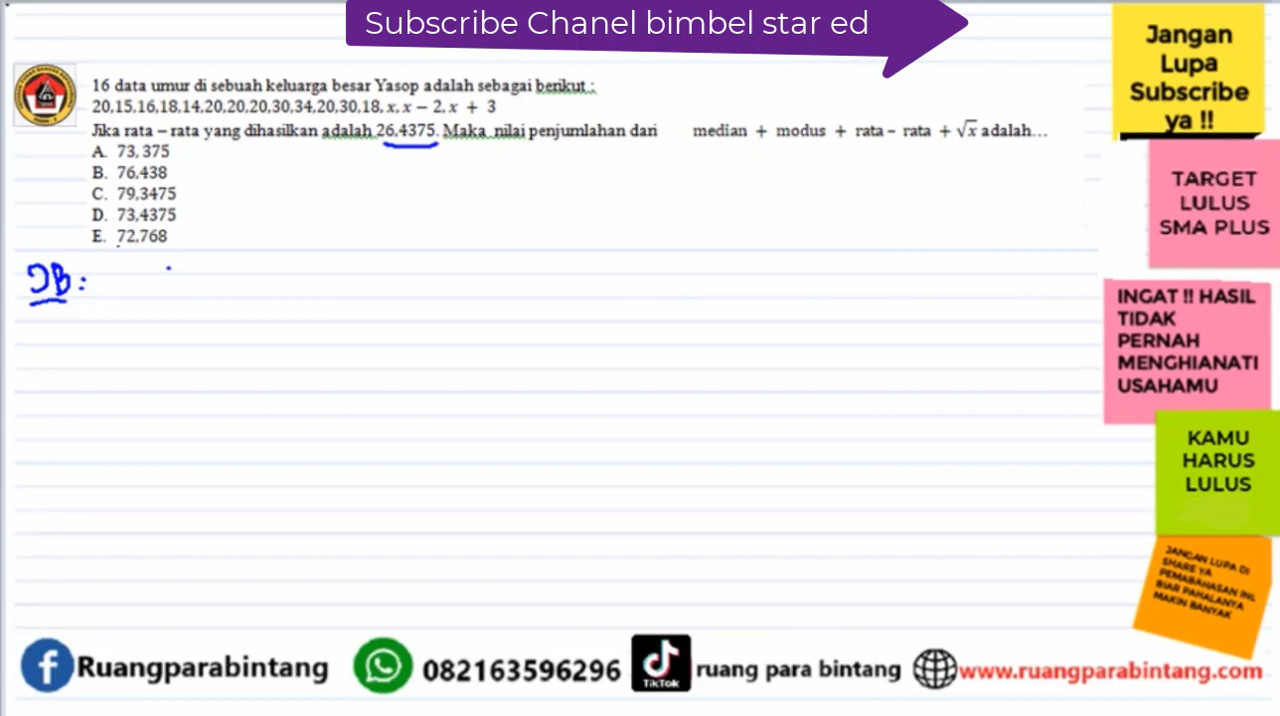 Subscribe Chanel bimbel star ed
16 data umur di sebuah keluarga besar Yasop adalah sebagai berikut :
20,15,16,18,14,20,20,20,30,34,20,30,18, x, x − 2, x + 3
Jika rata – rata yang dihasilkan adalah 26,4375. Maka nilai penjumlahan dari median + modus + rata – rata + √x adalah…
A. 73,375
B. 76,438
C. 79,3475
D. 73,4375
E. 72,768
Jangan
Lupa
Subscribe
ya !!
TARGET
LULUS
SMA PLUS
INGAT !! HASIL
TIDAK
PERNAH
MENGHIANATI
USAHAMU
KAMU
HARUS
LULUS
JANGAN LUPA DI
SHARE YA
PEMBAHASAN INI,
BIAR PAHALANYA
MAKIN BANYAK
Ruangparabintang
082163596296
TikTok
ruang para bintang
www.ruangparabintang.com